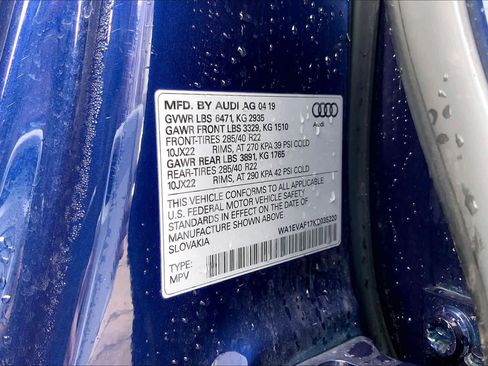 MFD. BY AUDI AG 04 19
GVWR LBS 6471, KG 2935
GAWR FRONT LBS 3329, KG 1510
FRONT-TIRES 285/40 R22
10JX22 RIMS, AT 270 KPA 39 PSI COLD
GAWR REAR LBS 3891, KG 1765
REAR-TIRES 285/40 R22
10JX22 RIMS, AT 290 KPA 42 PSI COLD
THIS VEHICLE CONFORMS TO ALL APPLICABLE
U.S. FEDERAL MOTOR VEHICLE SAFETY
STANDARDS IN EFFECT ON THE DATE OF
MANUFACTURE SHOWN ABOVE
SLOVAKIA
WA1EVAF17KD035220
TYPE:
MPV